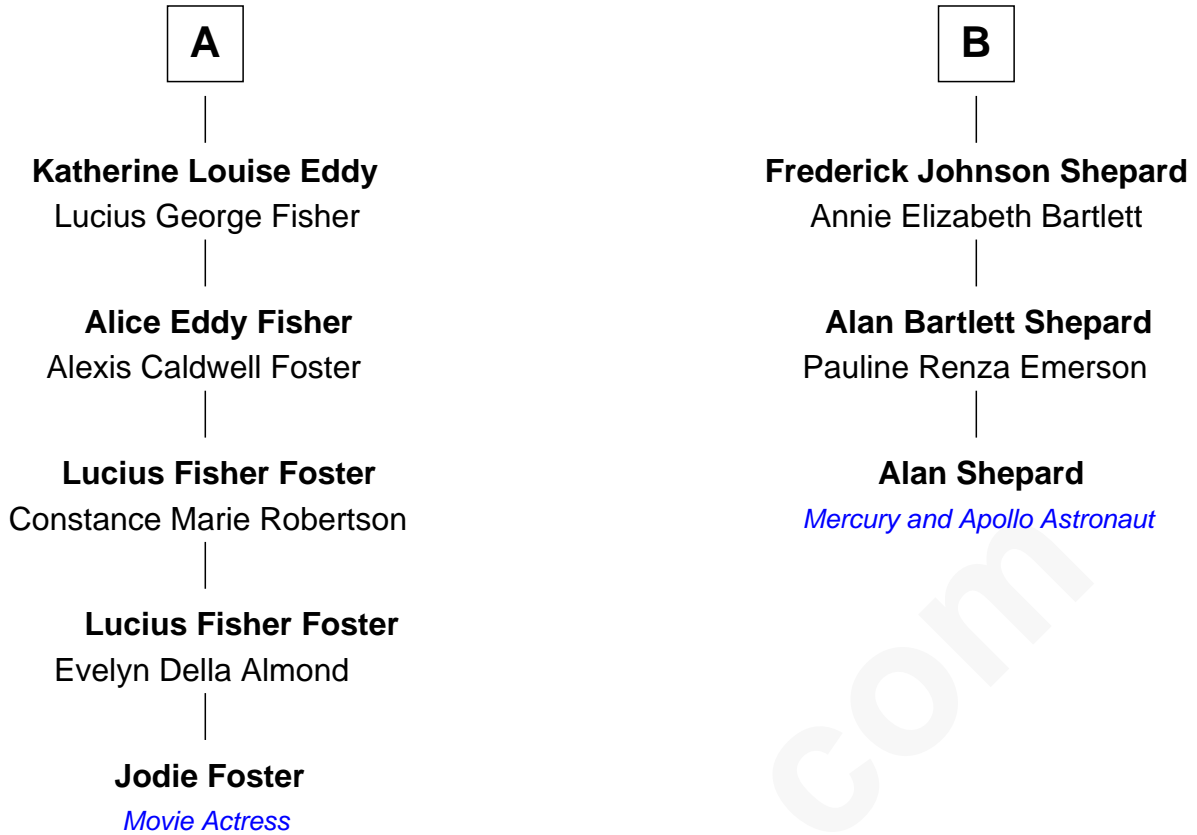 A
Katherine Louise Eddy
Lucius George Fisher
Alice Eddy Fisher
Alexis Caldwell Foster
Lucius Fisher Foster
Constance Marie Robertson
Lucius Fisher Foster
Evelyn Della Almond
Jodie Foster
Movie Actress
B
Frederick Johnson Shepard
Annie Elizabeth Bartlett
Alan Bartlett Shepard
Pauline Renza Emerson
Alan Shepard
Mercury and Apollo Astronaut
com